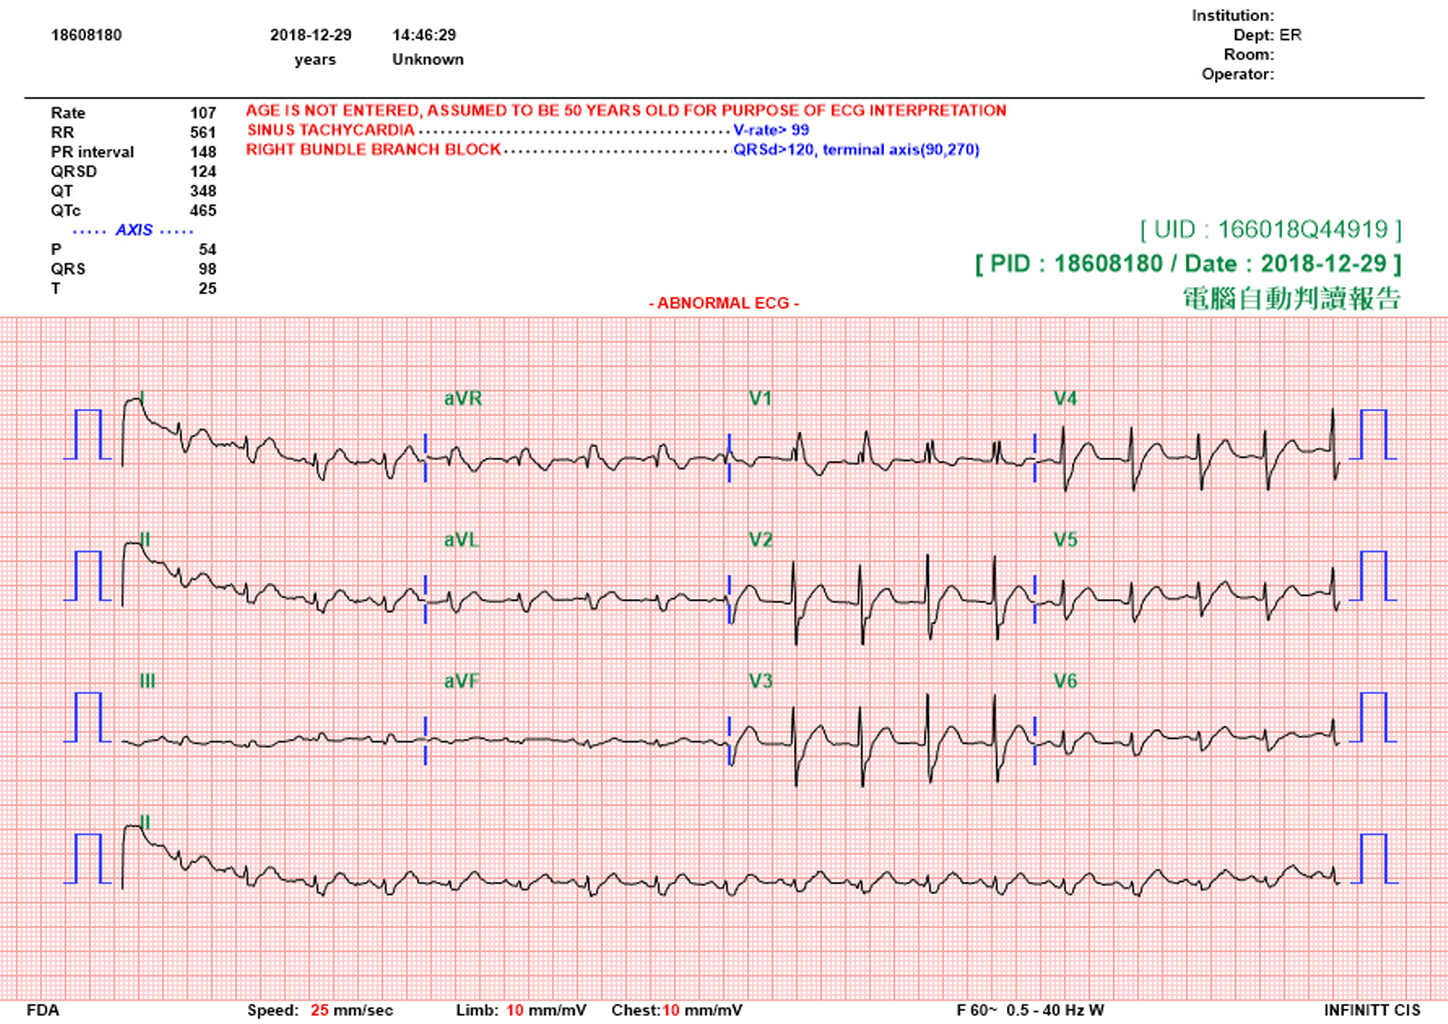 Institution:
18608180 2018-12-29 14:46:29 Dept: ER
years Unknown Room:
Operator:
Rate 107 AGE IS NOT ENTERED, ASSUMED TO BE 50 YEARS OLD FOR PURPOSE OF ECG INTERPRETATION
RR 561 SINUS TACHYCARDIA ........................................ V-rate> 99
PR interval 148 RIGHT BUNDLE BRANCH BLOCK............................. QRSd>120, terminal axis(90,270)
QRSD 124
QT 348
QTc 465
..... AXIS .....
[ UID : 166018Q44919 ]
P 54
QRS 98
[ PID : 18608180 / Date : 2018-12-29 ]
T 25
電腦自動判讀報告
- ABNORMAL ECG -
I aVR V1 V4
II aVL V2 V5
III aVF V3 V6
II
FDA Speed: 25 mm/sec Limb: 10 mm/mV Chest:10 mm/mV F 60~ 0.5 - 40 Hz W INFINITT CIS